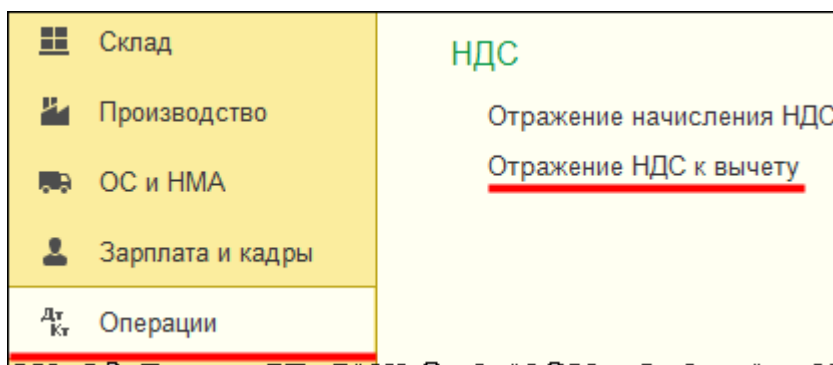 Склад
Производство
ОС и НМА
Зарплата и кадры
Дт Кт
Операции
НДС
Отражение начисления НДС
Отражение НДС к вычету